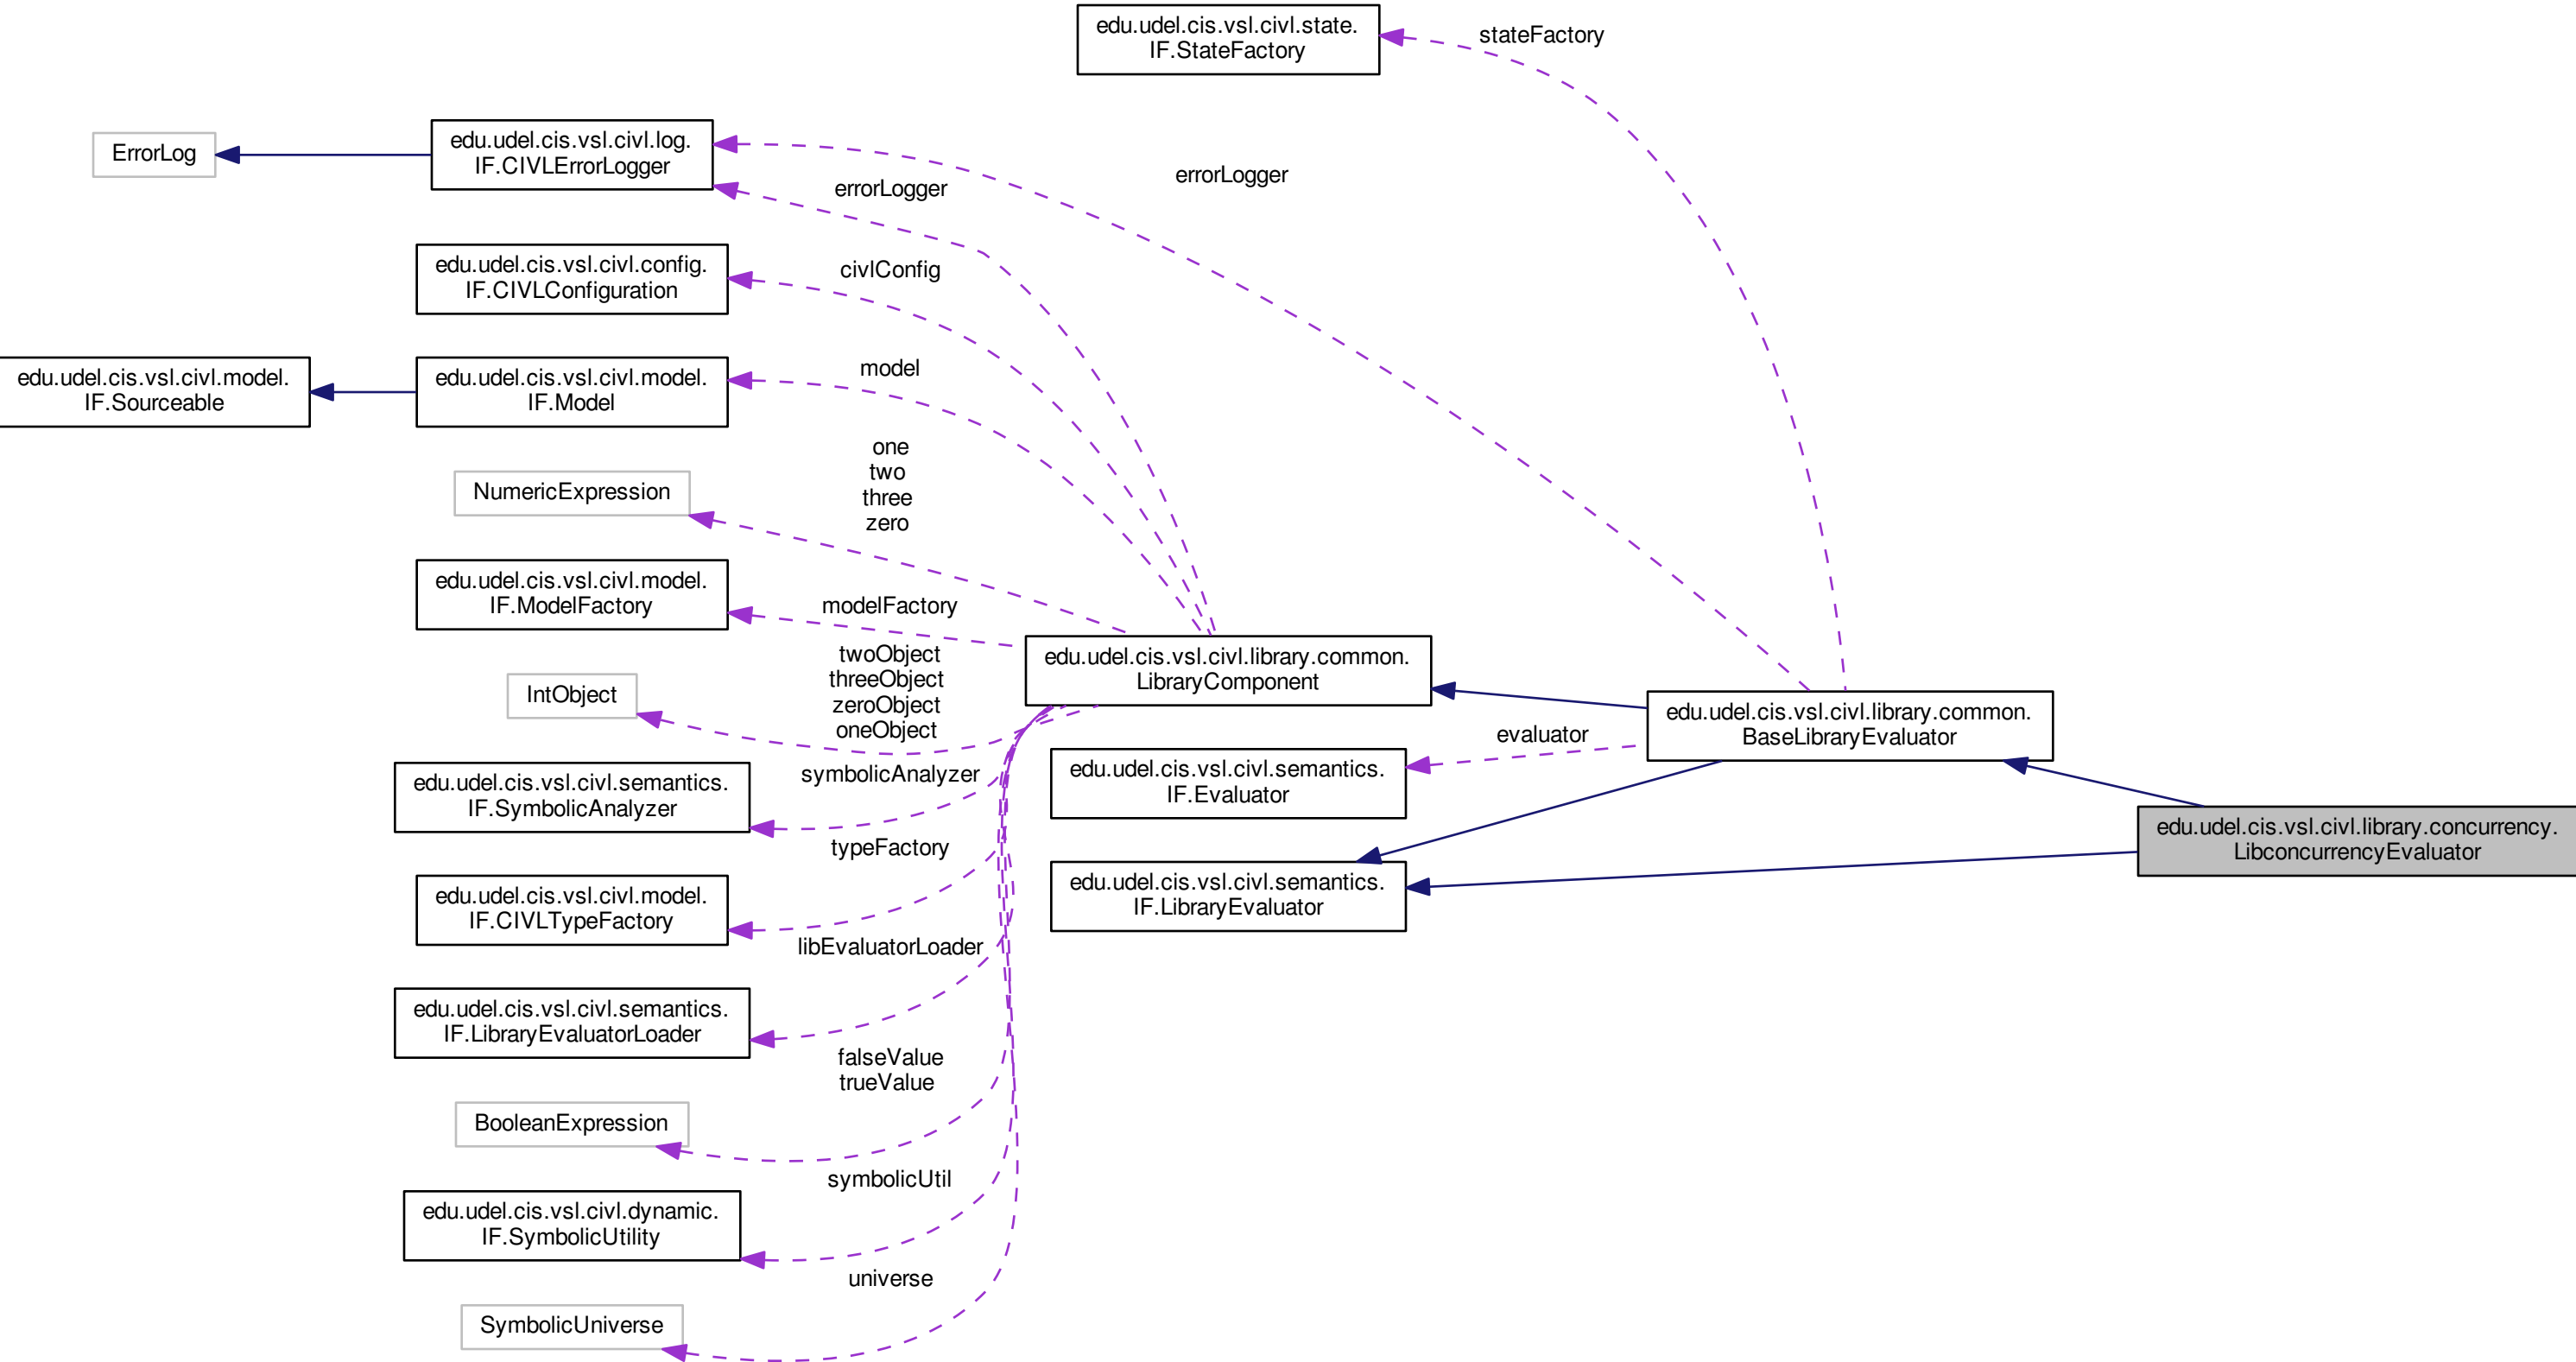 edu.udel.cis.vsl.civl.state.
IF.StateFactory
stateFactory
ErrorLog
edu.udel.cis.vsl.civl.log.
IF.CIVLErrorLogger
errorLogger
errorLogger
edu.udel.cis.vsl.civl.config.
IF.CIVLConfiguration
civlConfig
edu.udel.cis.vsl.civl.model.
IF.Sourceable
edu.udel.cis.vsl.civl.model.
IF.Model
model
NumericExpression
one
two
three
zero
edu.udel.cis.vsl.civl.model.
IF.ModelFactory
modelFactory
edu.udel.cis.vsl.civl.library.common.
LibraryComponent
IntObject
twoObject
threeObject
zeroObject
oneObject
edu.udel.cis.vsl.civl.library.common.
BaseLibraryEvaluator
evaluator
edu.udel.cis.vsl.civl.semantics.
IF.SymbolicAnalyzer
symbolicAnalyzer
edu.udel.cis.vsl.civl.semantics.
IF.Evaluator
edu.udel.cis.vsl.civl.library.concurrency.
LibconcurrencyEvaluator
edu.udel.cis.vsl.civl.model.
IF.CIVLTypeFactory
typeFactory
edu.udel.cis.vsl.civl.semantics.
IF.LibraryEvaluator
libEvaluatorLoader
edu.udel.cis.vsl.civl.semantics.
IF.LibraryEvaluatorLoader
falseValue
trueValue
BooleanExpression
symbolicUtil
edu.udel.cis.vsl.civl.dynamic.
IF.SymbolicUtility
universe
SymbolicUniverse